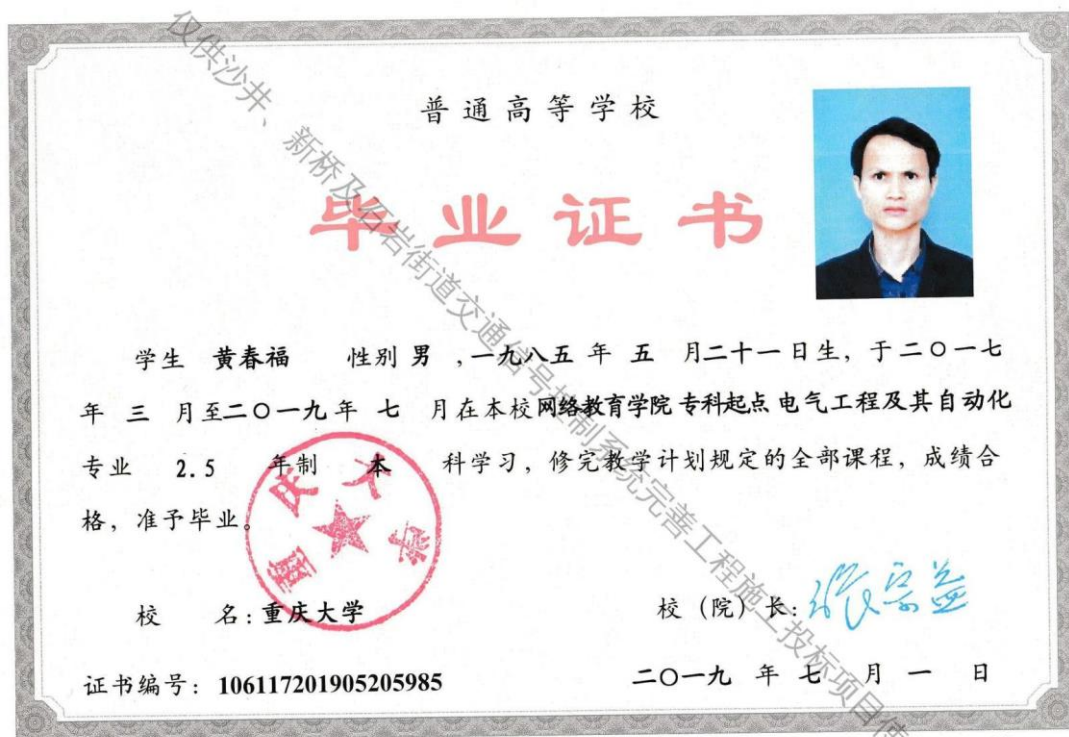 普通高等学校
毕业证书
学生 黄春福 性别 男 ,一九八五 年 五 月二十一日生，于二〇一七
年 三 月至二〇一九年 七 月在本校网络教育学院 专科起点 电气工程及其自动化
专业 2.5 年制 本 科学习，修完教学计划规定的全部课程，成绩合
格，准予毕业。
重庆大学
校 名：重庆大学
校（院）长：张宗益
证书编号：106117201905205985
二〇一九 年 七 月 一 日
仅供沙井、新桥及石岩街道交通信号控制系统完善工程施工投标项目使